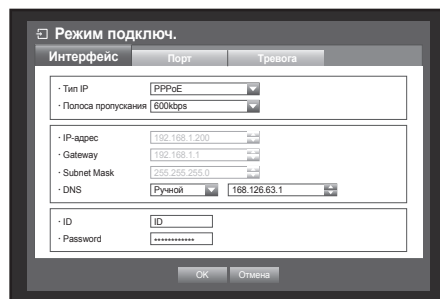 Режим подключ.
Интерфейс Порт Тревога
· Тип IP PPPoE
· Полоса пропускания 600kbps
· IP-адрес 192.168.1.200
· Gateway 192.168.1.1
· Subnet Mask 255.255.255.0
· DNS Ручной 168.126.63.1
· ID ID
· Password ************
OK Отмена